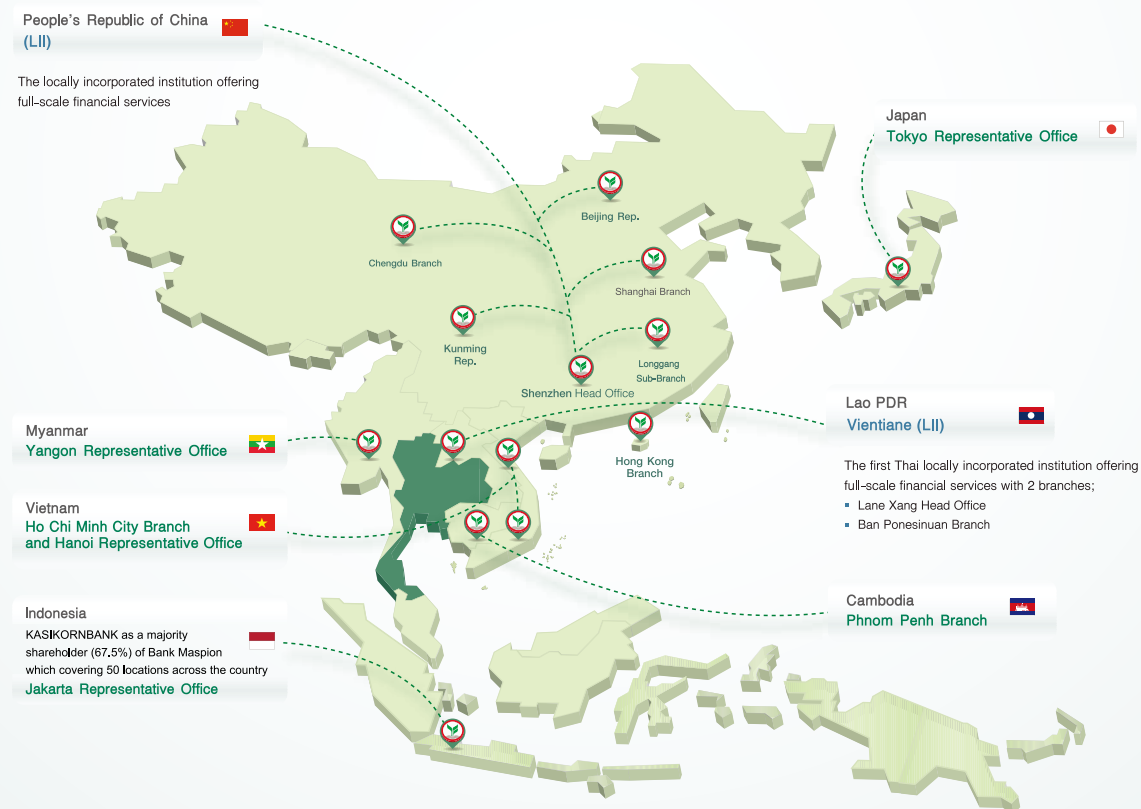 People's Republic of China
(LII)
The locally incorporated institution offering
full-scale financial services
Japan
Tokyo Representative Office
Beijing Rep.
Chengdu Branch
Shanghai Branch
Kunming
Rep.
Longgang
Sub-Branch
Shenzhen Head Office
Hong Kong
Branch
Myanmar
Yangon Representative Office
Vietnam
Ho Chi Minh City Branch
and Hanoi Representative Office
Indonesia
KASIKORNBANK as a majority
shareholder (67.5%) of Bank Maspion
which covering 50 locations across the country
Jakarta Representative Office
Lao PDR
Vientiane (LII)
The first Thai locally incorporated institution offering
full-scale financial services with 2 branches;
▪ Lane Xang Head Office
▪ Ban Ponesinuan Branch
Cambodia
Phnom Penh Branch